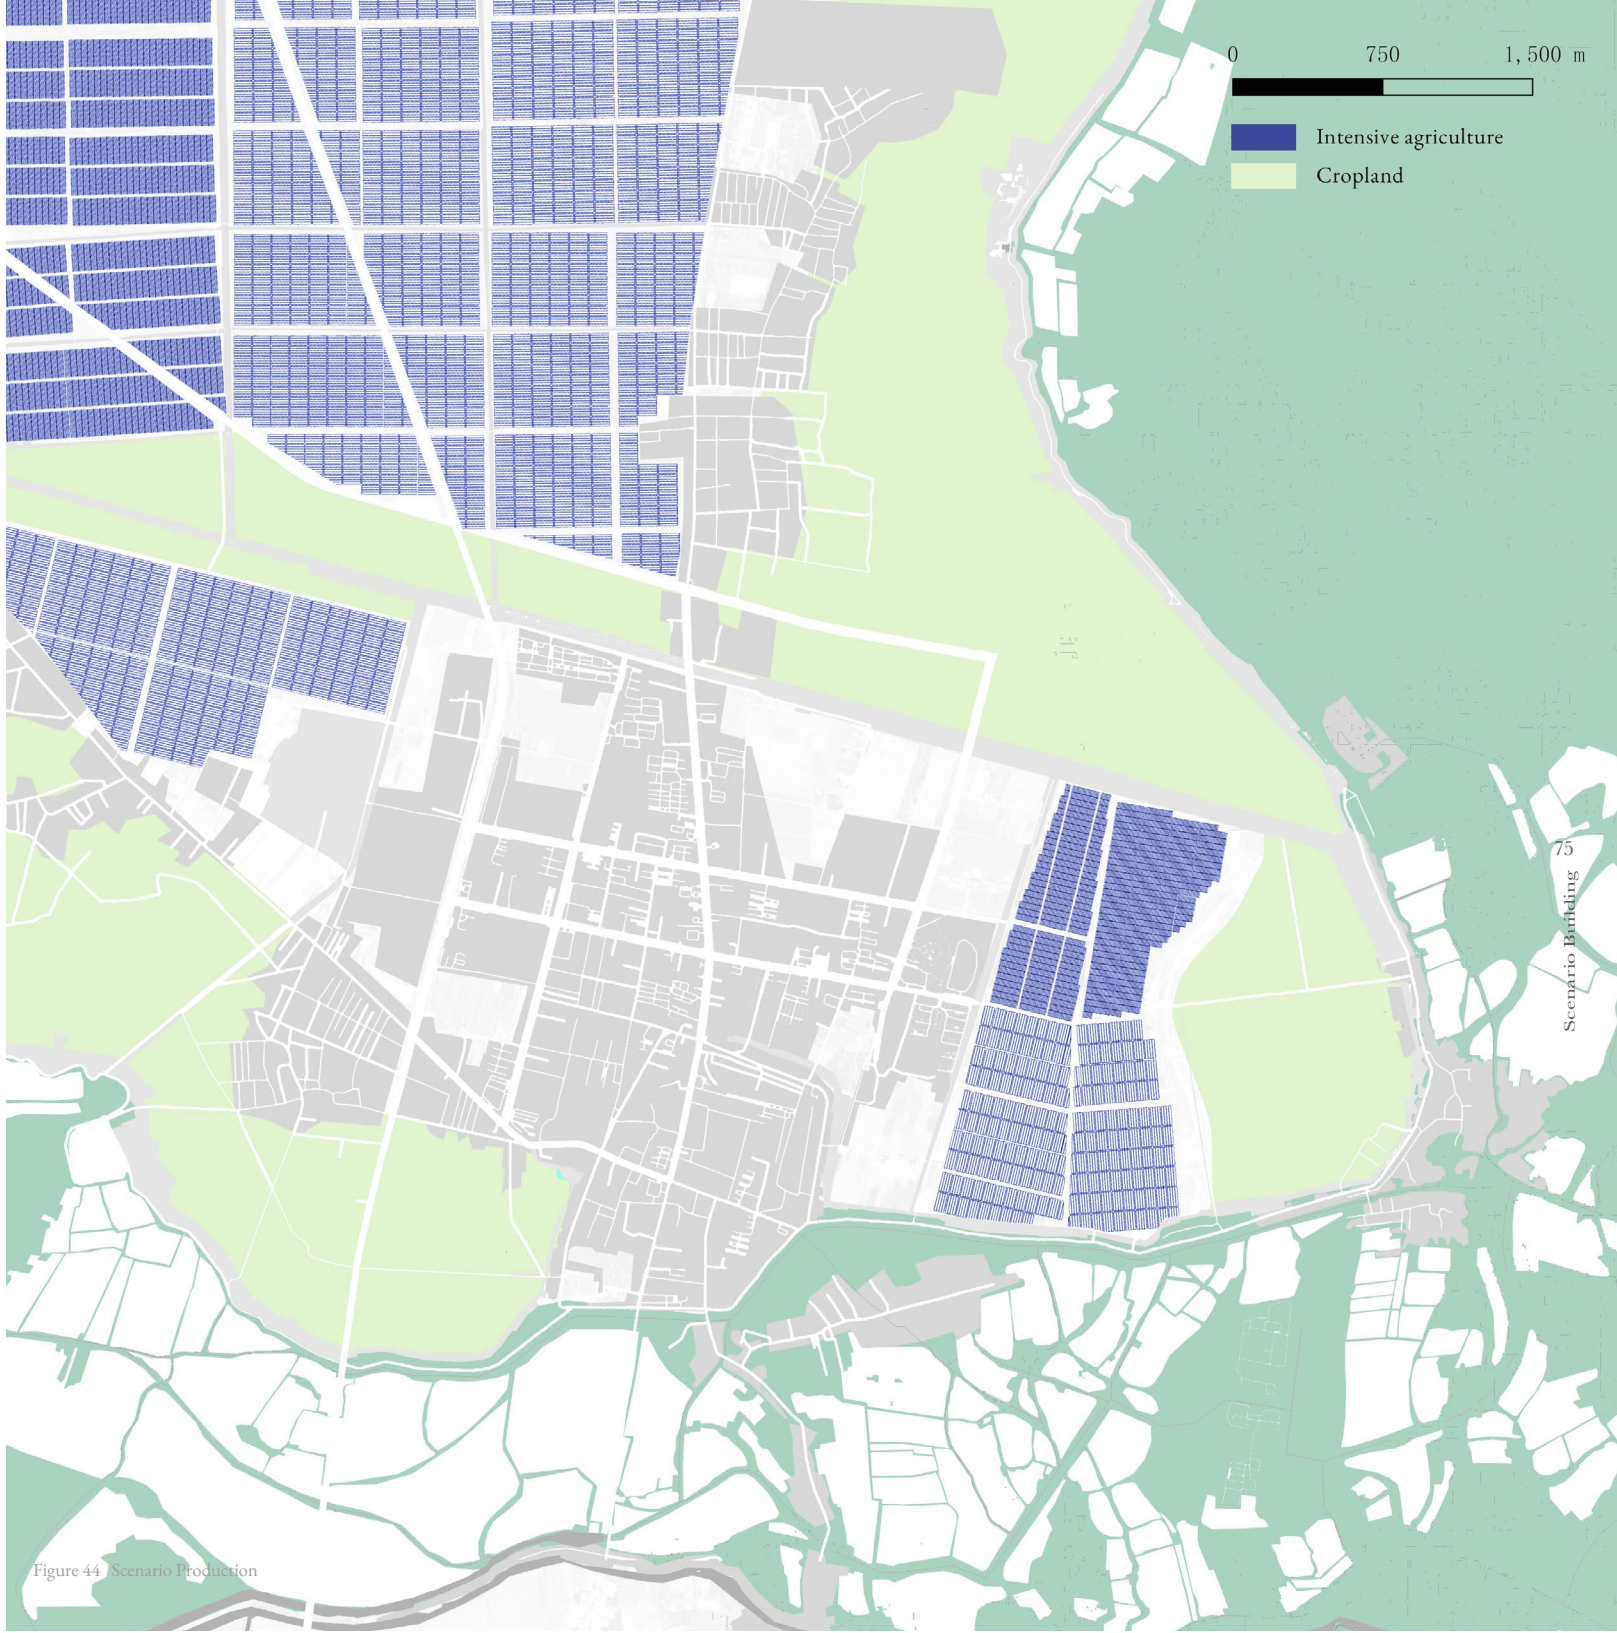 0 750 1,500 m
Intensive agriculture
Cropland
75
Scenario Building
Figure 44 Scenario Production